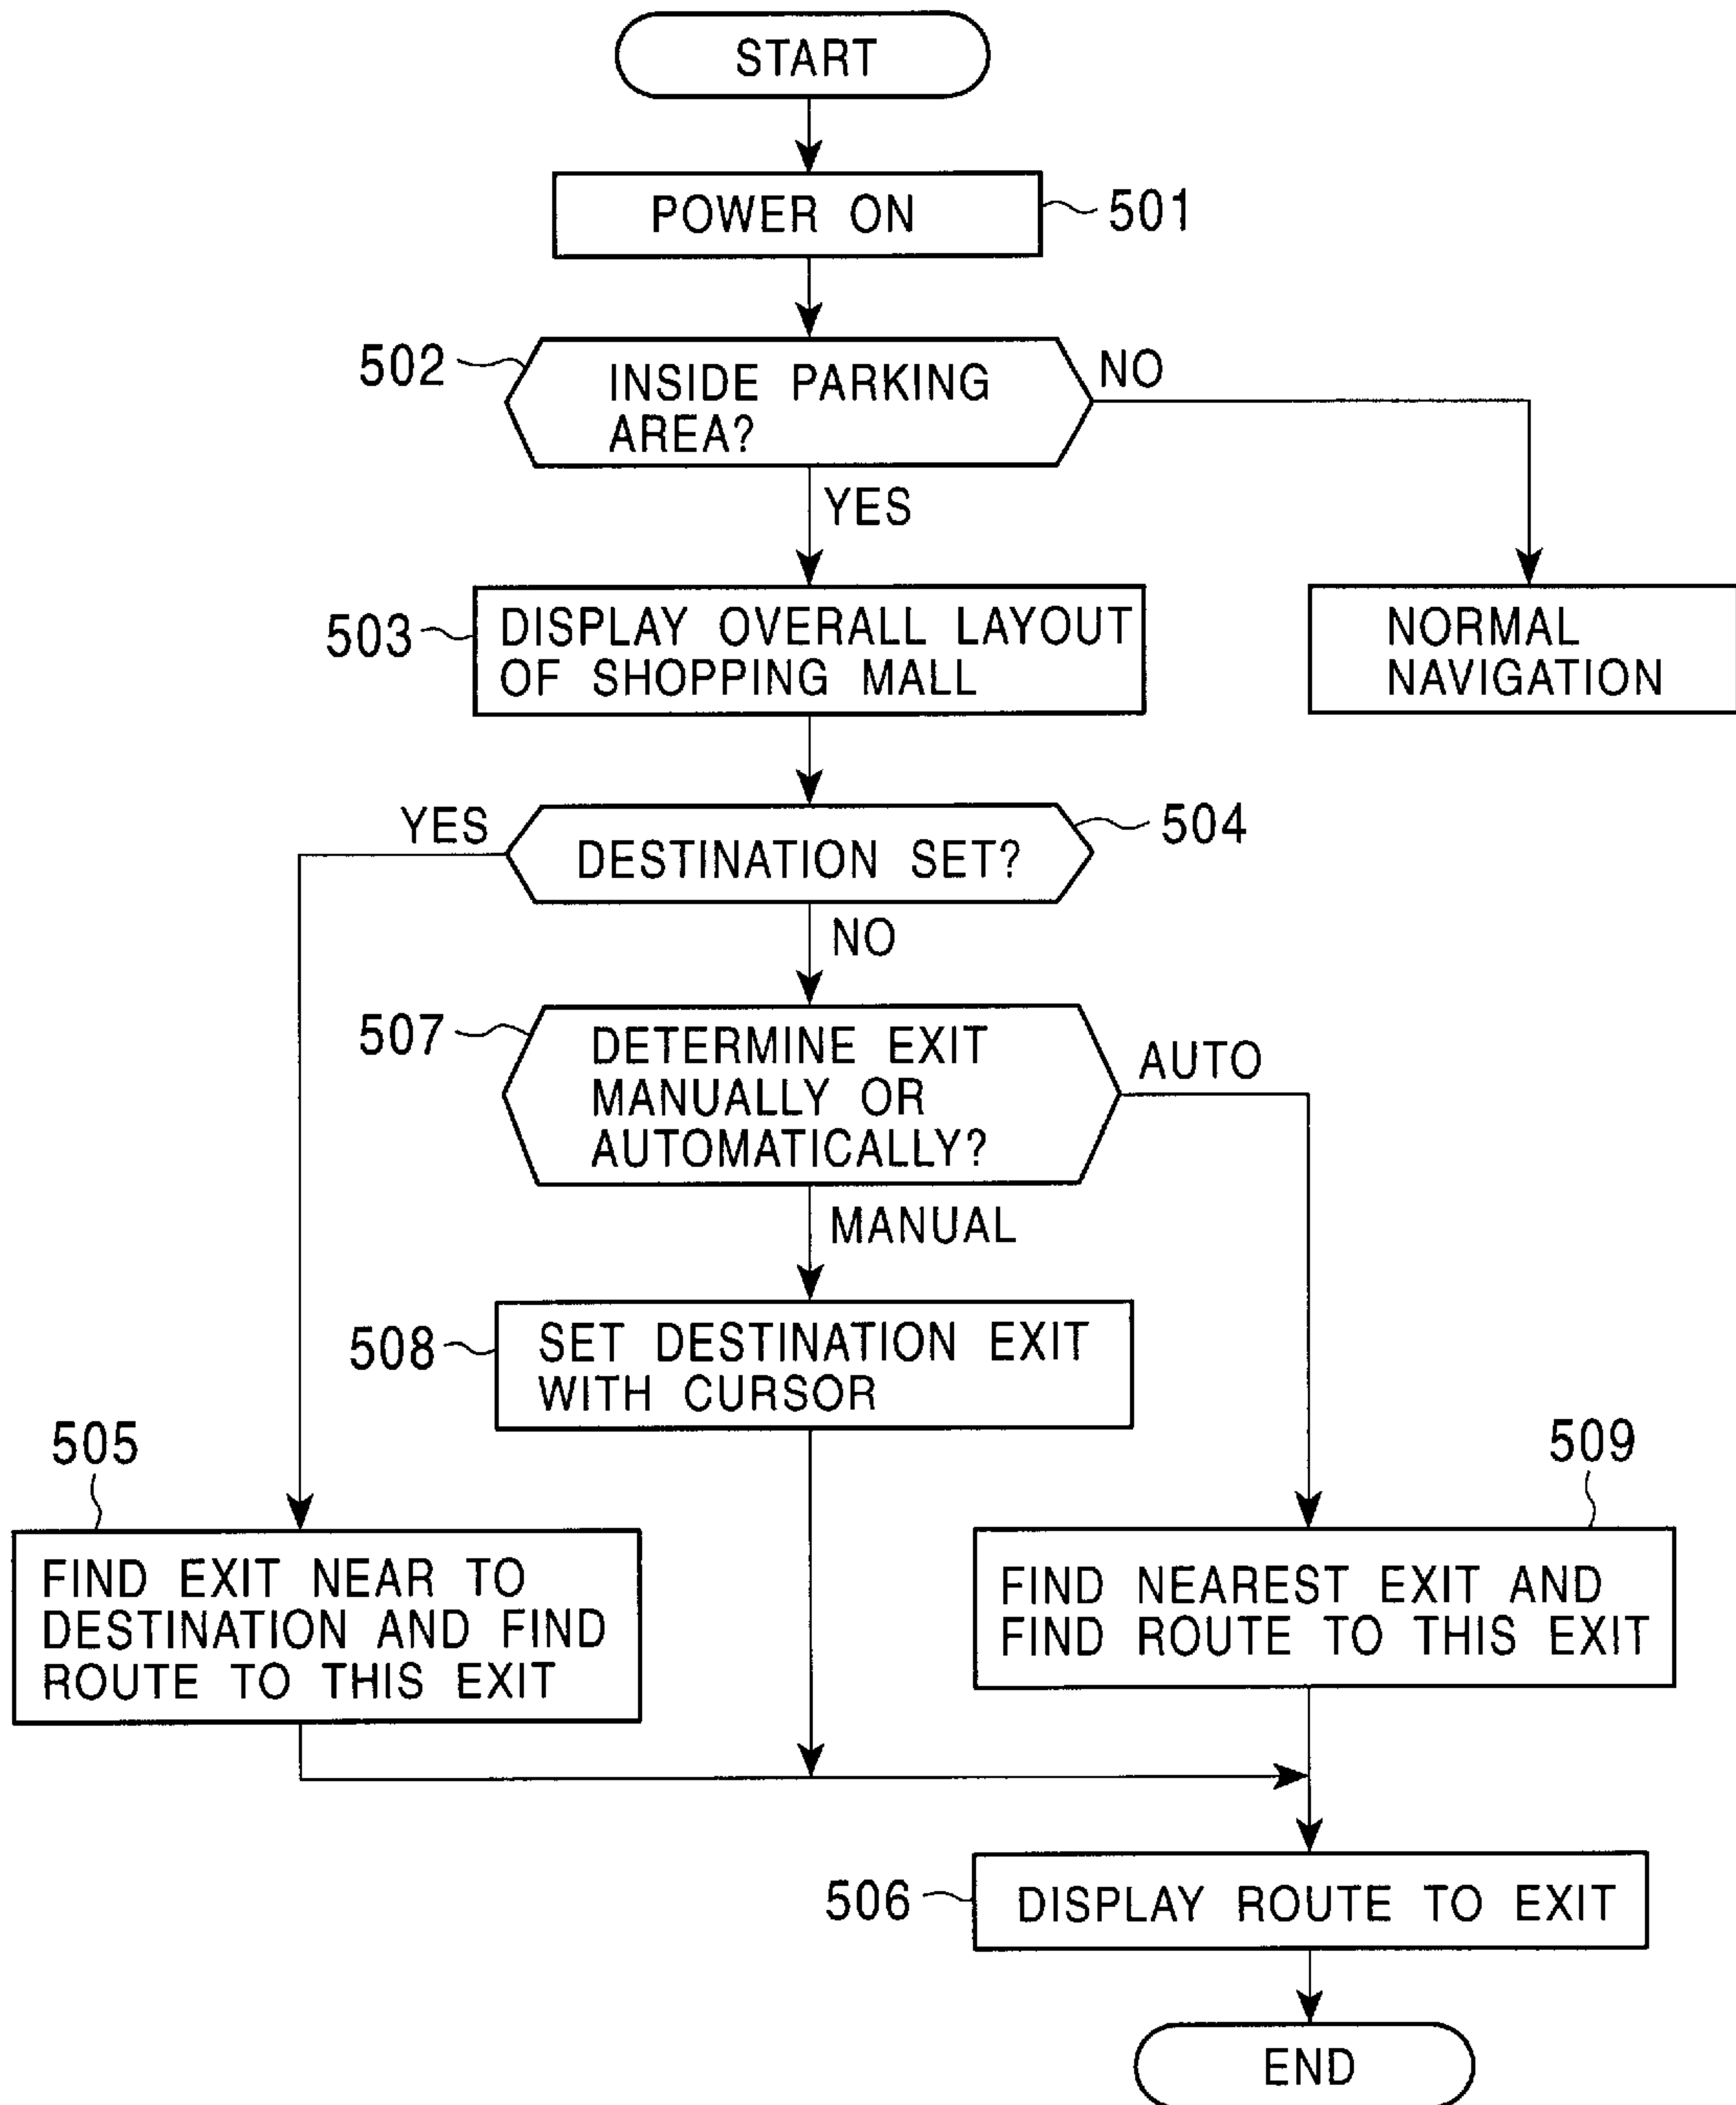 START
POWER ON
501
502
INSIDE PARKING
AREA?
NO
YES
503
DISPLAY OVERALL LAYOUT
OF SHOPPING MALL
NORMAL
NAVIGATION
YES
504
DESTINATION SET?
NO
507
DETERMINE EXIT
MANUALLY OR
AUTOMATICALLY?
AUTO
MANUAL
508
SET DESTINATION EXIT
WITH CURSOR
505
FIND EXIT NEAR TO
DESTINATION AND FIND
ROUTE TO THIS EXIT
509
FIND NEAREST EXIT AND
FIND ROUTE TO THIS EXIT
506
DISPLAY ROUTE TO EXIT
END